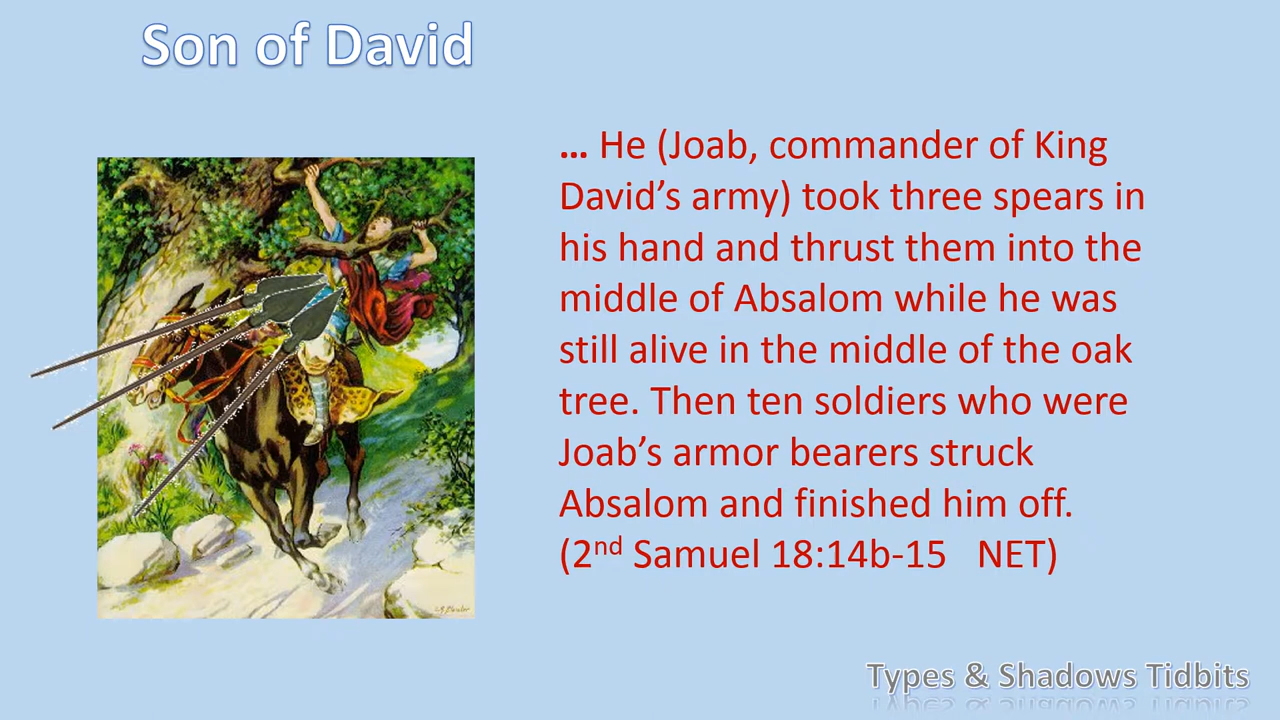 Son of David
... He (Joab, commander of King
David’s army) took three spears in
his hand and thrust them into the
middle of Absalom while he was
still alive in the middle of the oak
tree. Then ten soldiers who were
Joab’s armor bearers struck
Absalom and finished him off.
(2nd Samuel 18:14b-15   NET)
Types & Shadows Tidbits